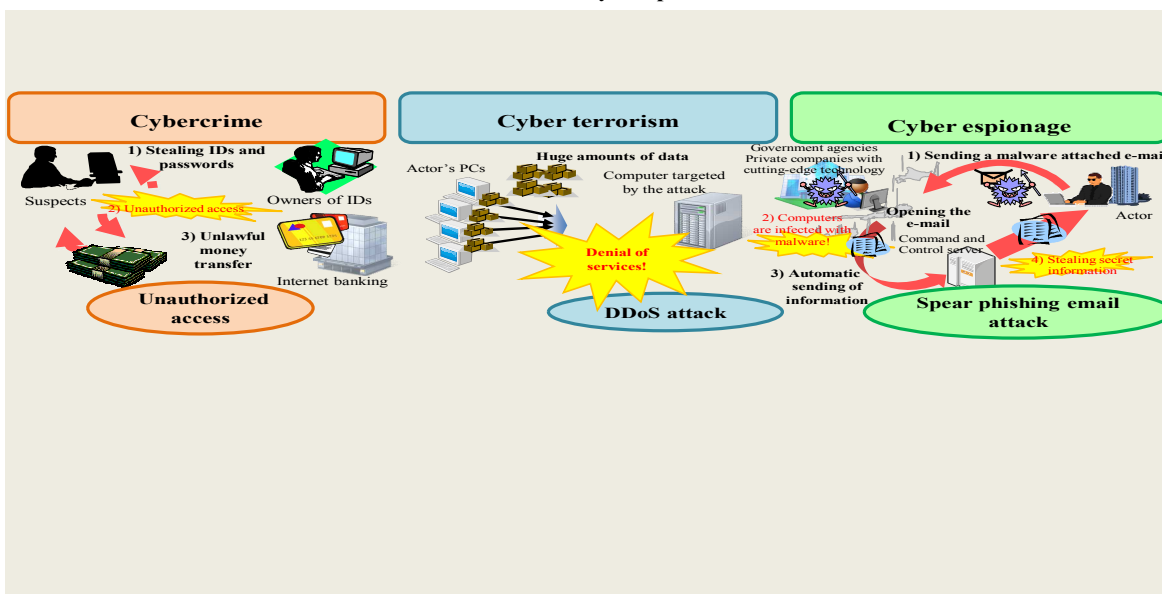 Cybercrime
1) Stealing IDs and
passwords
Suspects
Owners of IDs
2) Unauthorized access
3) Unlawful
money
transfer
Internet banking
Unauthorized
access
Cyber terrorism
Huge amounts of data
Actor's PCs
Computer targeted
by the attack
Denial of
services!
DDoS attack
Cyber espionage
Government agencies
Private companies with
cutting-edge technology
1) Sending a malware attached e-mail
Actor
2) Computers
are infected with
malware!
Opening the
e-mail
Command and
Control server
3) Automatic
sending of
information
4) Stealing secret
information
Spear phishing email
attack